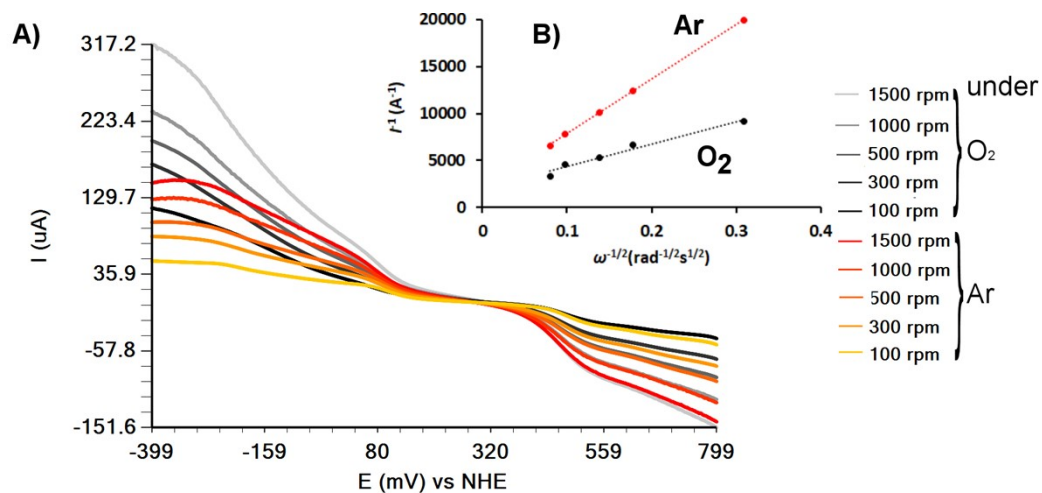 A)
317.2
223.4
129.7
35.9
-57.8
-151.6
I (uA)
-399
-159
80
320
559
799
E (mV) vs NHE
B)
20000
15000
10000
5000
0
I-1 (A-1)
0
0.1
0.2
0.3
0.4
ω-1/2(rad-1/2s1/2)
Ar
O2
under
1500 rpm
1000 rpm
500 rpm
300 rpm
100 rpm
O2
1500 rpm
1000 rpm
500 rpm
300 rpm
100 rpm
Ar